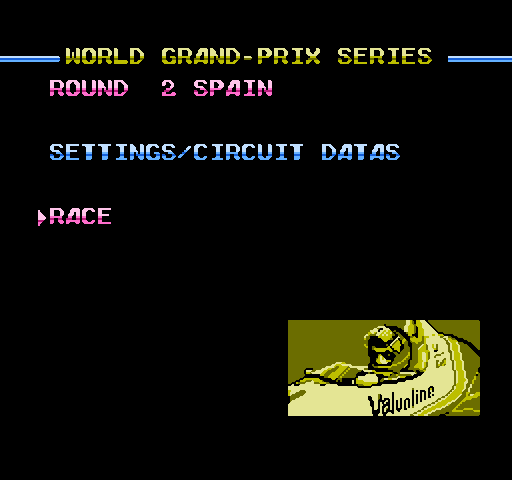 WORLD GRAND-PRIX SERIES
ROUND 2 SPAIN
SETTINGS/CIRCUIT DATAS
RACE
Valvoline